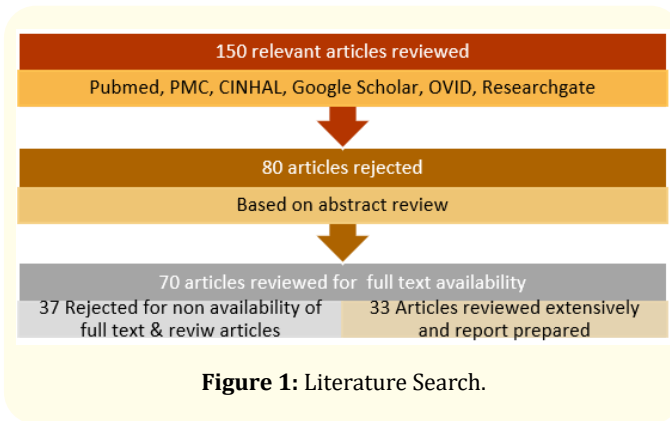 150 relevant articles reviewed
Pubmed, PMC, CINHAL, Google Scholar, OVID, Researchgate
80 articles rejected
Based on abstract review
70 articles reviewed for full text availability
37 Rejected for non availability of
full text & reviw articles
33 Articles reviewed extensively
and report prepared
Figure 1: Literature Search.